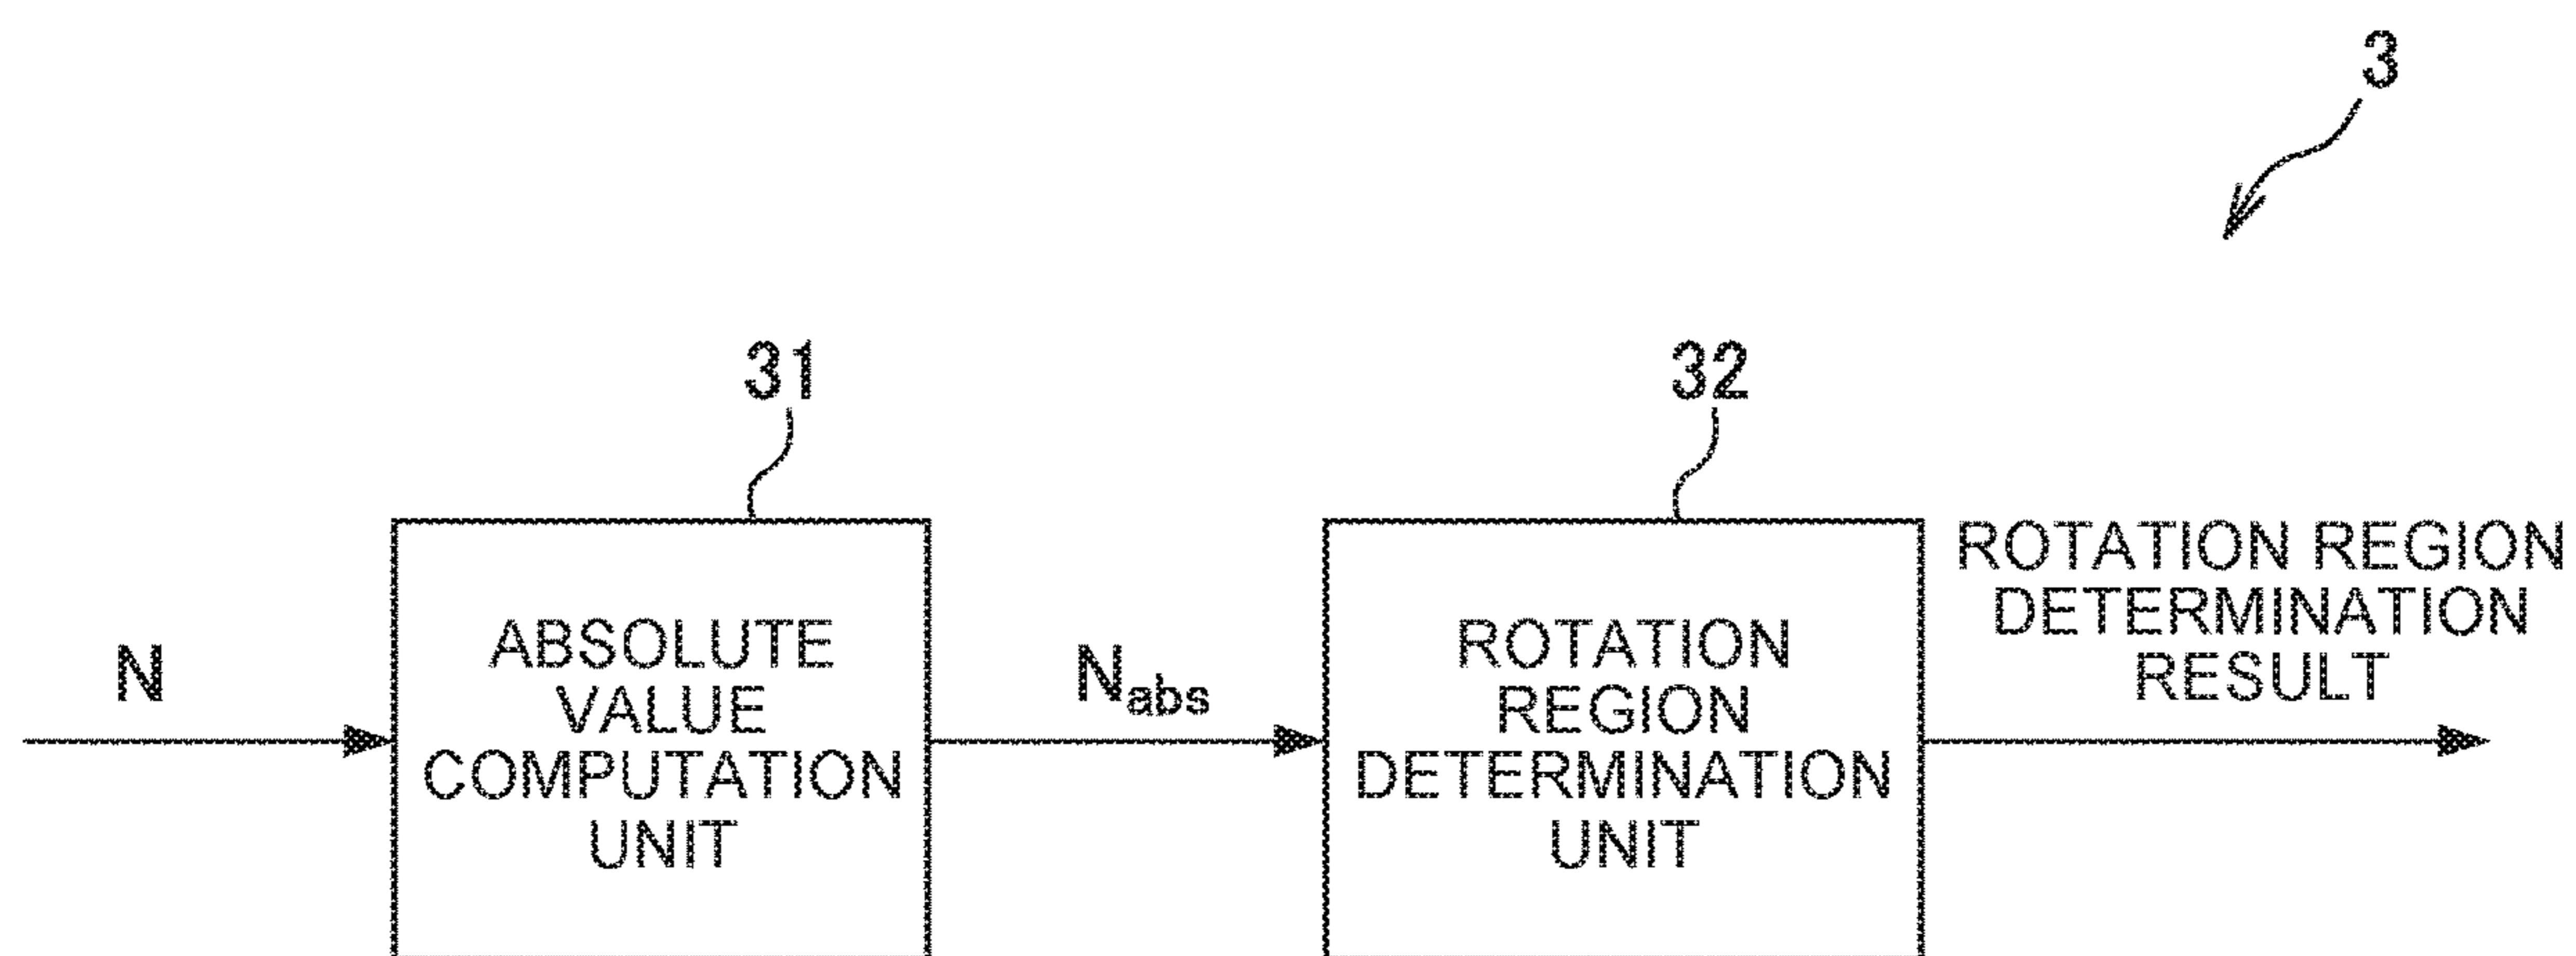 3
31
32
N
ABSOLUTE
VALUE
COMPUTATION
UNIT
Nabs
ROTATION
REGION
DETERMINATION
UNIT
ROTATION REGION
DETERMINATION
RESULT